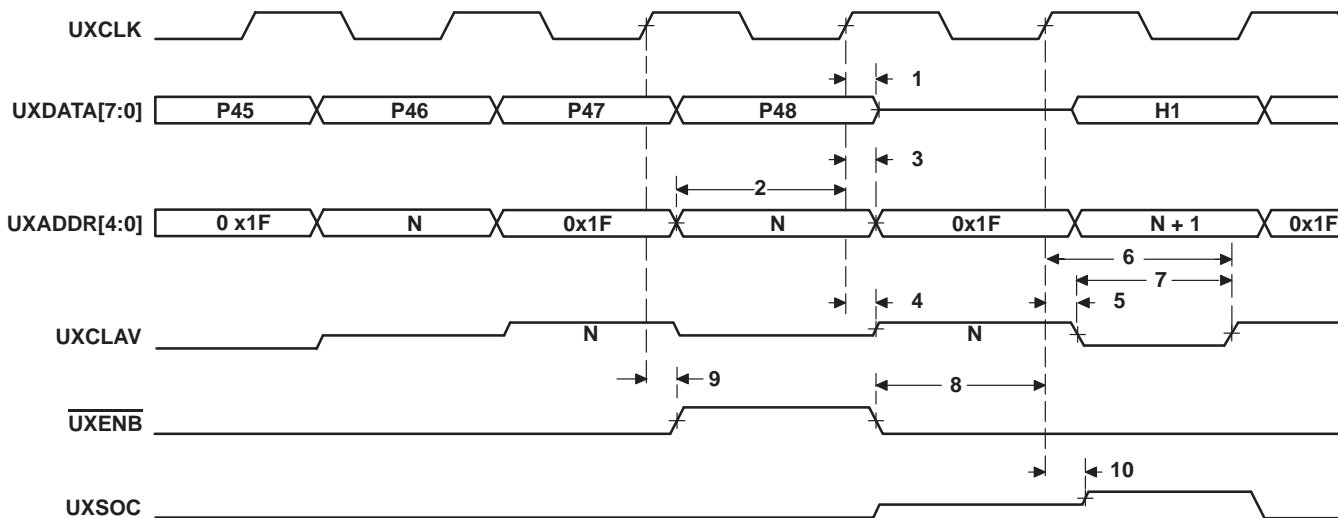 UXCLK
1
UXDATA[7:0] P45 P46 P47 P48 H1
3
2
UXADDR[4:0] 0 x1F N 0x1F N 0x1F N + 1 0x1F
6
7
4 5
UXCLAV N N
9 8
UXENB
10
UXSOC